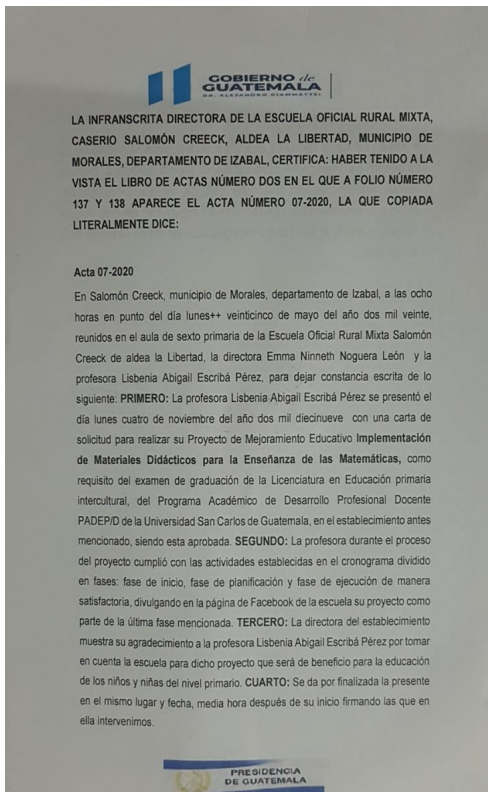 GOBIERNO de
GUATEMALA
DR. ALEJANDRO GIAMMATTEI
LA INFRANSCRITA DIRECTORA DE LA ESCUELA OFICIAL RURAL MIXTA,
CASERIO SALOMÓN CREECK, ALDEA LA LIBERTAD, MUNICIPIO DE
MORALES, DEPARTAMENTO DE IZABAL, CERTIFICA: HABER TENIDO A LA
VISTA EL LIBRO DE ACTAS NÚMERO DOS EN EL QUE A FOLIO NÚMERO
137 Y 138 APARECE EL ACTA NÚMERO 07-2020, LA QUE COPIADA
LITERALMENTE DICE:
Acta 07-2020
En Salomón Creeck, municipio de Morales, departamento de Izabal, a las ocho
horas en punto del día lunes++ veinticinco de mayo del año dos mil veinte,
reunidos en el aula de sexto primaria de la Escuela Oficial Rural Mixta Salomón
Creeck de aldea la Libertad, la directora Emma Ninneth Noguera León y la
profesora Lisbenia Abigail Escribá Pérez, para dejar constancia escrita de lo
siguiente: PRIMERO: La profesora Lisbenia Abigail Escribá Pérez se presentó el
día lunes cuatro de noviembre del año dos mil diecinueve con una carta de
solicitud para realizar su Proyecto de Mejoramiento Educativo Implementación
de Materiales Didácticos para la Enseñanza de las Matemáticas, como
requisito del examen de graduación de la Licenciatura en Educación primaria
intercultural, del Programa Académico de Desarrollo Profesional Docente
PADEP/D de la Universidad San Carlos de Guatemala, en el establecimiento antes
mencionado, siendo esta aprobada. SEGUNDO: La profesora durante el proceso
del proyecto cumplió con las actividades establecidas en el cronograma dividido
en fases: fase de inicio, fase de planificación y fase de ejecución de manera
satisfactoria, divulgando en la página de Facebook de la escuela su proyecto como
parte de la última fase mencionada. TERCERO: La directora del establecimiento
muestra su agradecimiento a la profesora Lisbenia Abigail Escribá Pérez por tomar
en cuenta la escuela para dicho proyecto que será de beneficio para la educación
de los niños y niñas del nivel primario. CUARTO: Se da por finalizada la presente
en el mismo lugar y fecha, media hora después de su inicio firmando las que en
ella intervenimos.
PRESIDENCIA
DE GUATEMALA